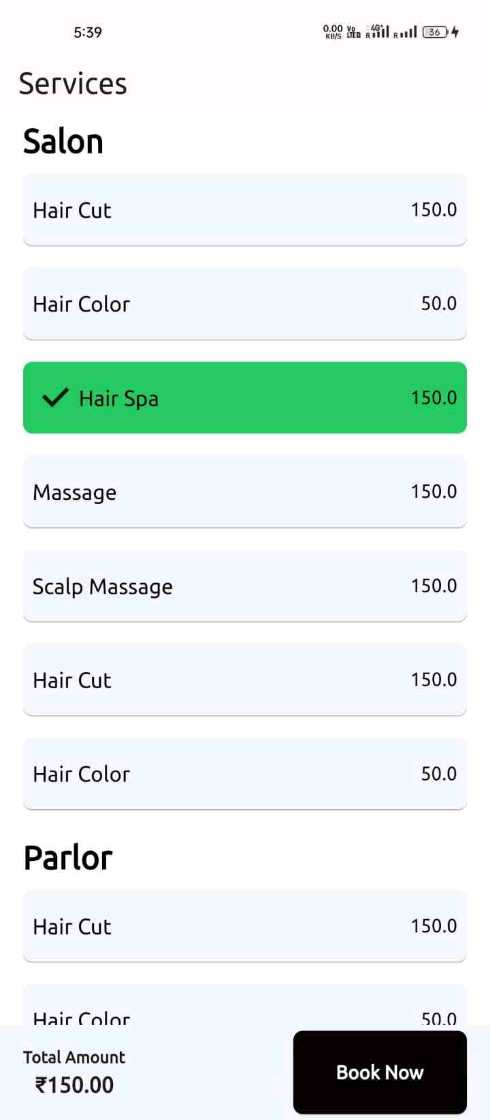 5:39
0.00 KB/S Vo LTE 4G+ R R 36
Services
Salon
Hair Cut 150.0
Hair Color 50.0
Hair Spa 150.0
Massage 150.0
Scalp Massage 150.0
Hair Cut 150.0
Hair Color 50.0
Parlor
Hair Cut 150.0
Hair Color 50.0
Total Amount
₹150.00
Book Now